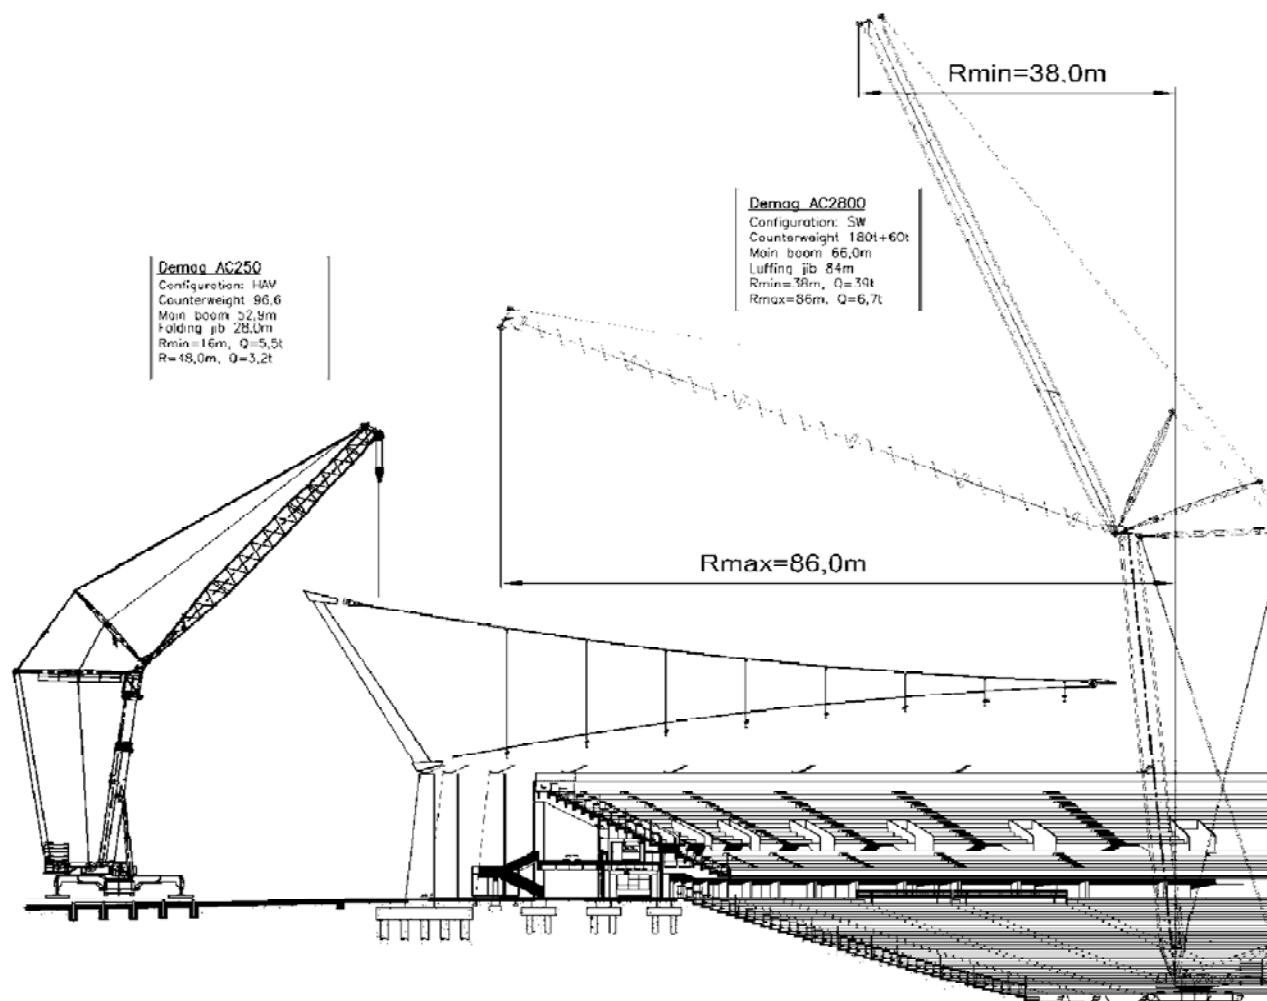 Rmin=38,0m
Demag AC2800
Configuration: SW
Counterweight 180t+60t
Main boom 66,0m
Luffing jib 84m
Rmin=38m, Q=39t
Rmax=86m, Q=6,7t
Demag AC250
Configuration: HAV
Counterweight 96,6
Main boom 52,9m
Folding jib 28,0m
Rmin=16m, Q=5,5t
R=48,0m, Q=3,2t
Rmax=86,0m